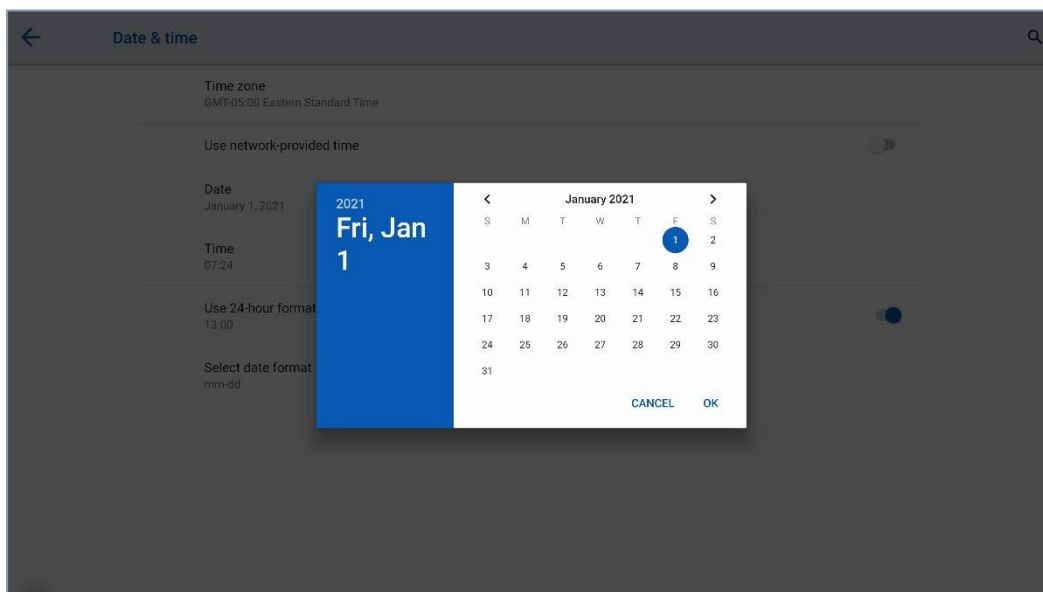 Date & time
Time zone
GMT-05:00 Eastern Standard Time
Use network-provided time
Date
January 1, 2021
Time
07:24
Use 24-hour format
13:00
Select date format
mm-dd
2021
Fri, Jan
1
January 2021
S M T W T F S
1 2
3 4 5 6 7 8 9
10 11 12 13 14 15 16
17 18 19 20 21 22 23
24 25 26 27 28 29 30
31
CANCEL OK